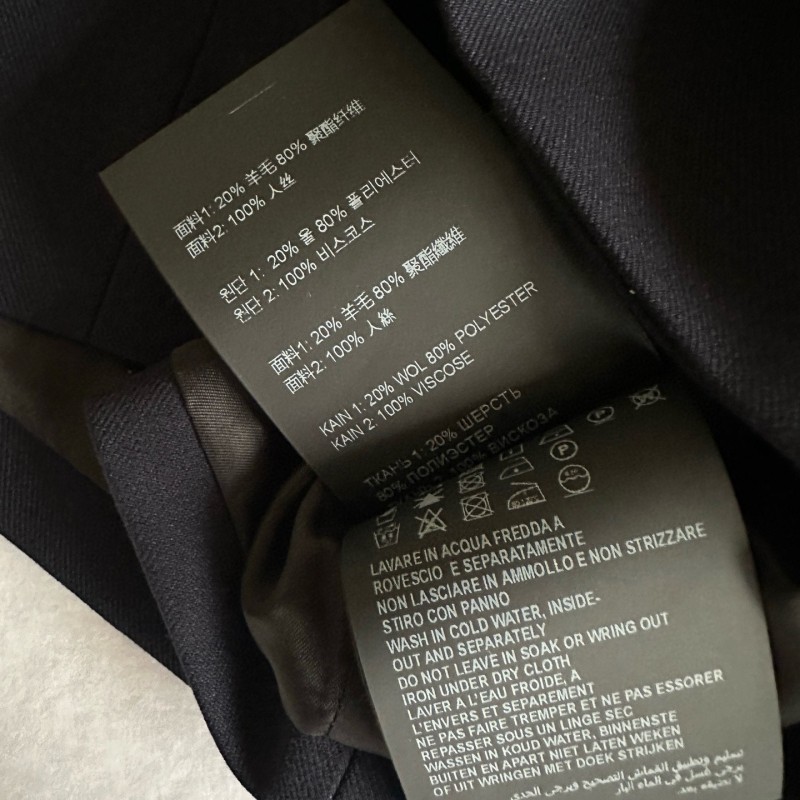 面料1: 20% 羊毛 80% 聚酯纤维
面料2: 100% 人丝
원단 1: 20% 울 80% 폴리에스터
원단 2: 100% 비스코스
面料1: 20% 羊毛 80% 聚酯纖維
面料2: 100% 人絲
KAIN 1: 20% WOL 80% POLYESTER
KAIN 2: 100% VISCOSE
ТКАНЬ 1: 20% ШЕРСТЬ
80% ПОЛИЭСТЕР
2: 100% ВИСКОЗА
LAVARE IN ACQUA FREDDA A
ROVESCIO E SEPARATAMENTE
NON LASCIARE IN AMMOLLO E NON STRIZZARE
STIRO CON PANNO
WASH IN COLD WATER, INSIDE-
OUT AND SEPARATELY
DO NOT LEAVE IN SOAK OR WRING OUT
IRON UNDER DRY CLOTH
LAVER A L'EAU FROIDE, A
L'ENVERS ET SEPAREMENT
NE PAS FAIRE TREMPER ET NE PAS ESSORER
REPASSER SOUS UN LINGE SEC
WASSEN IN KOUD WATER, BINNENSTE
BUITEN EN APART NIET LATEN WEKEN
OF UIT WRINGEN MET DOEK STRIJKEN